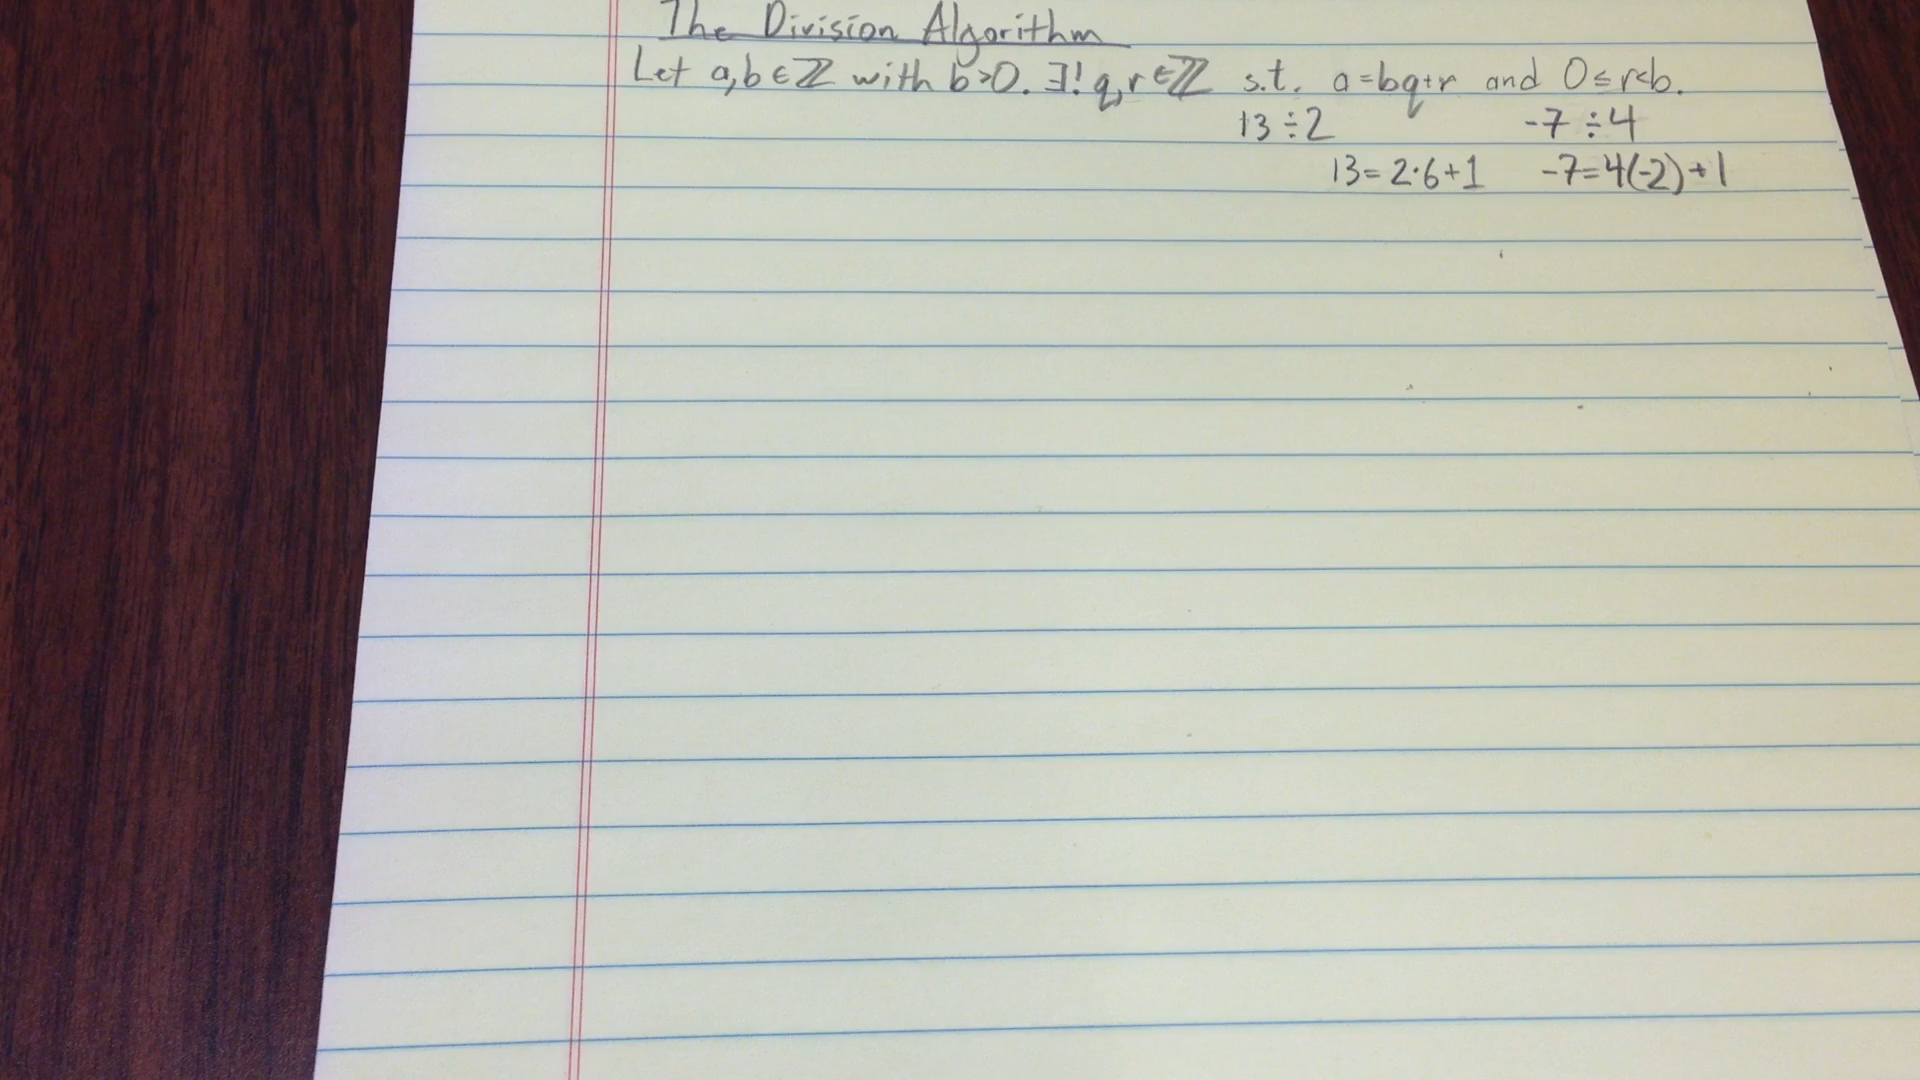 The Division Algorithm
Let a,b ∈ ℤ with b>0. ∃! q,r ∈ ℤ s.t. a=bq+r and 0≤r<b.
13÷2 -7÷4
13=2·6+1 -7=4(-2)+1